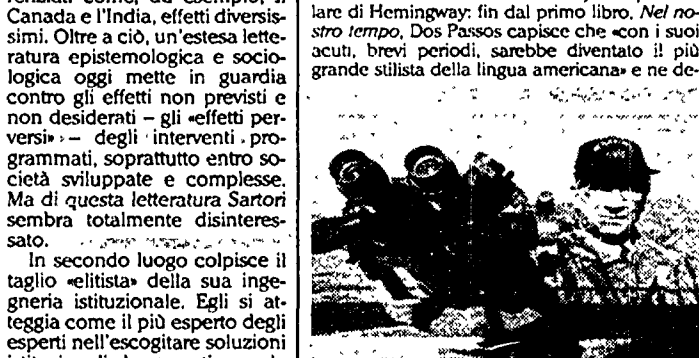 Canada e l'India, effetti diversis-
simi. Oltre a ciò, un'estesa lette-
ratura epistemologica e socio-
logica oggi mette in guardia
contro gli effetti non previsti e
non desiderati – gli «effetti per-
versi» – degli interventi pro-
grammati, soprattutto entro so-
cietà sviluppate e complesse.
Ma di questa letteratura Sartori
sembra totalmente disinteres-
sato.
In secondo luogo colpisce il
taglio «elitista» della sua inge-
gneria istituzionale. Egli si at-
teggia come il più esperto degli
esperti nell'escogitare soluzioni
lare di Hemingway: fin dal primo libro, Nel no-
stro tempo, Dos Passos capisce che «con i suoi
acuti, brevi periodi, sarebbe diventato il più
grande stilista della lingua americana» e ne de-